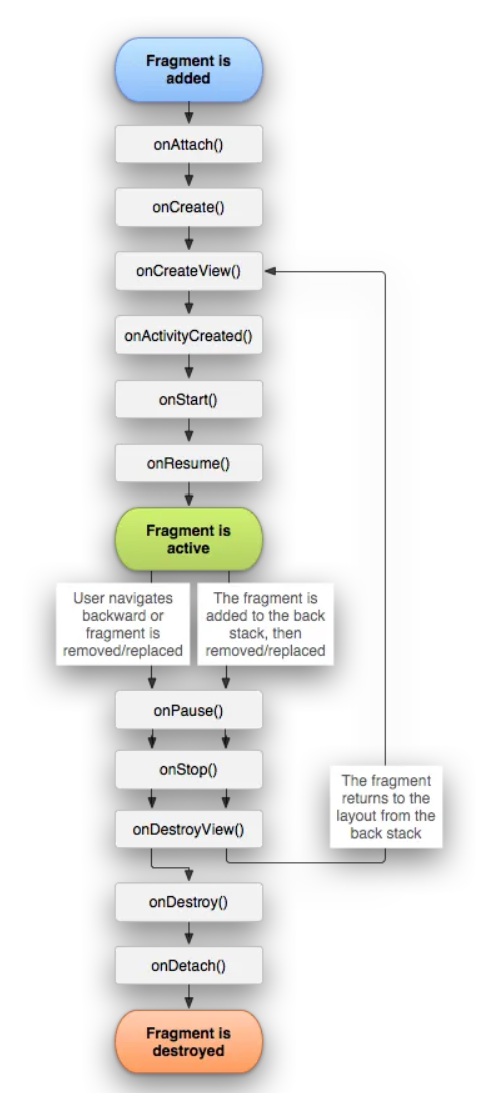 Fragment is
added
onAttach()
onCreate()
onCreateView()
onActivityCreated()
onStart()
onResume()
Fragment is
active
User navigates
backward or
fragment is
removed/replaced
The fragment is
added to the back
stack, then
removed/replaced
onPause()
onStop()
onDestroyView()
The fragment
returns to the
layout from the
back stack
onDestroy()
onDetach()
Fragment is
destroyed